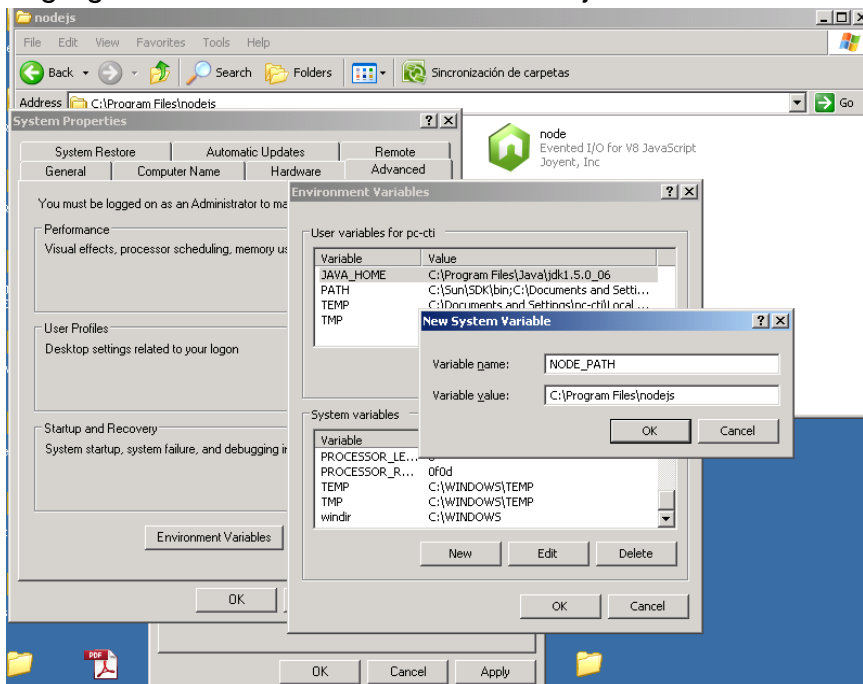 nodejs
File Edit View Favorites Tools Help
Back Search Folders Sincronización de carpetas
Address C:\Program Files\nodejs Go
System Properties
System Restore Automatic Updates Remote
General Computer Name Hardware Advanced
You must be logged on as an Administrator to ma
Performance
Visual effects, processor scheduling, memory us
User Profiles
Desktop settings related to your logon
Startup and Recovery
System startup, system failure, and debugging i
Environment Variables
OK
node
Evented I/O for V8 JavaScript
Joyent, Inc
Environment Variables
User variables for pc-cti
Variable Value
JAVA_HOME C:\Program Files\Java\jdk1.5.0_06
PATH C:\Sun\SDK\bin;C:\Documents and Setti...
TEMP C:\Documents and Settings\pc-cti\Local ...
TMP
New System Variable
Variable name: NODE_PATH
Variable value: C:\Program Files\nodejs
OK Cancel
System variables
Variable
PROCESSOR_LE...
PROCESSOR_R... 0f0d
TEMP C:\WINDOWS\TEMP
TMP C:\WINDOWS\TEMP
windir C:\WINDOWS
New Edit Delete
OK Cancel
PDF
OK Cancel Apply